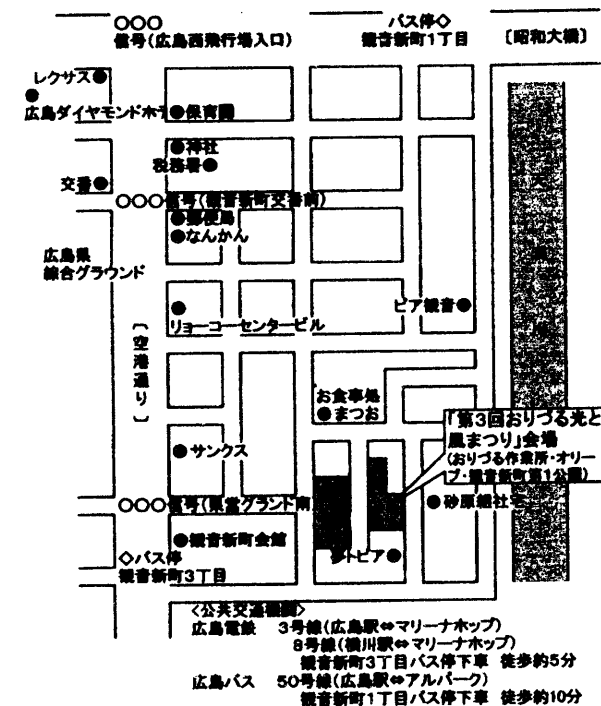 ○○○
信号(広島西飛行場入口)
バス停◇
観音新町1丁目
〔昭和大橋〕
レクサス●
●
広島ダイヤモンドホテ
●保育園
●神社
税務署●
交番●
○○○信号(観音新町交番前)
●郵便局
●なんかん
広島県
綜合グラウンド
ピア観音●
リョーコーセンタービル
〔空港通り〕
お食事処
●まつお
「第3回おりづる光と
風まつり」会場
(おりづる作業所・オリー
ブ・観音新町第1公園)
●サンクス
○○○信号(県営グランド南)
●砂原組社宅
●観音新町会館
◇バス停
観音新町3丁目
トピア●
<公共交通機関>
広島電鉄 3号線(広島駅⇔マリーナホップ)
8号線(横川駅⇔マリーナホップ)
観音新町3丁目バス停下車 徒歩約5分
広島バス 50号線(広島駅⇔アルパーク)
観音新町1丁目バス停下車 徒歩約10分